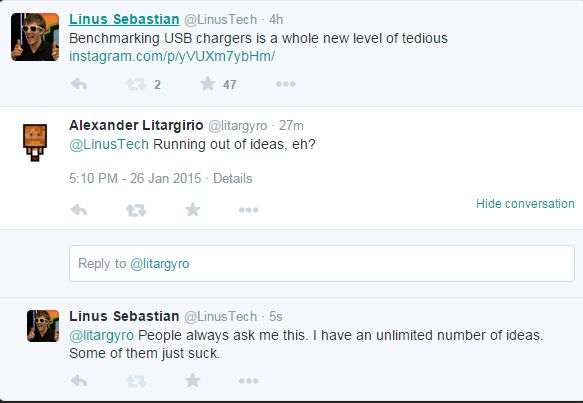 Linus Sebastian @LinusTech · 4h
Benchmarking USB chargers is a whole new level of tedious
instagram.com/p/yVUXm7ybHm/
2 47
Alexander Litargirio @litargyro · 27m
@LinusTech Running out of ideas, eh?
5:10 PM - 26 Jan 2015 · Details
Hide conversation
Reply to @litargyro
Linus Sebastian @LinusTech · 5s
@litargyro People always ask me this. I have an unlimited number of ideas.
Some of them just suck.